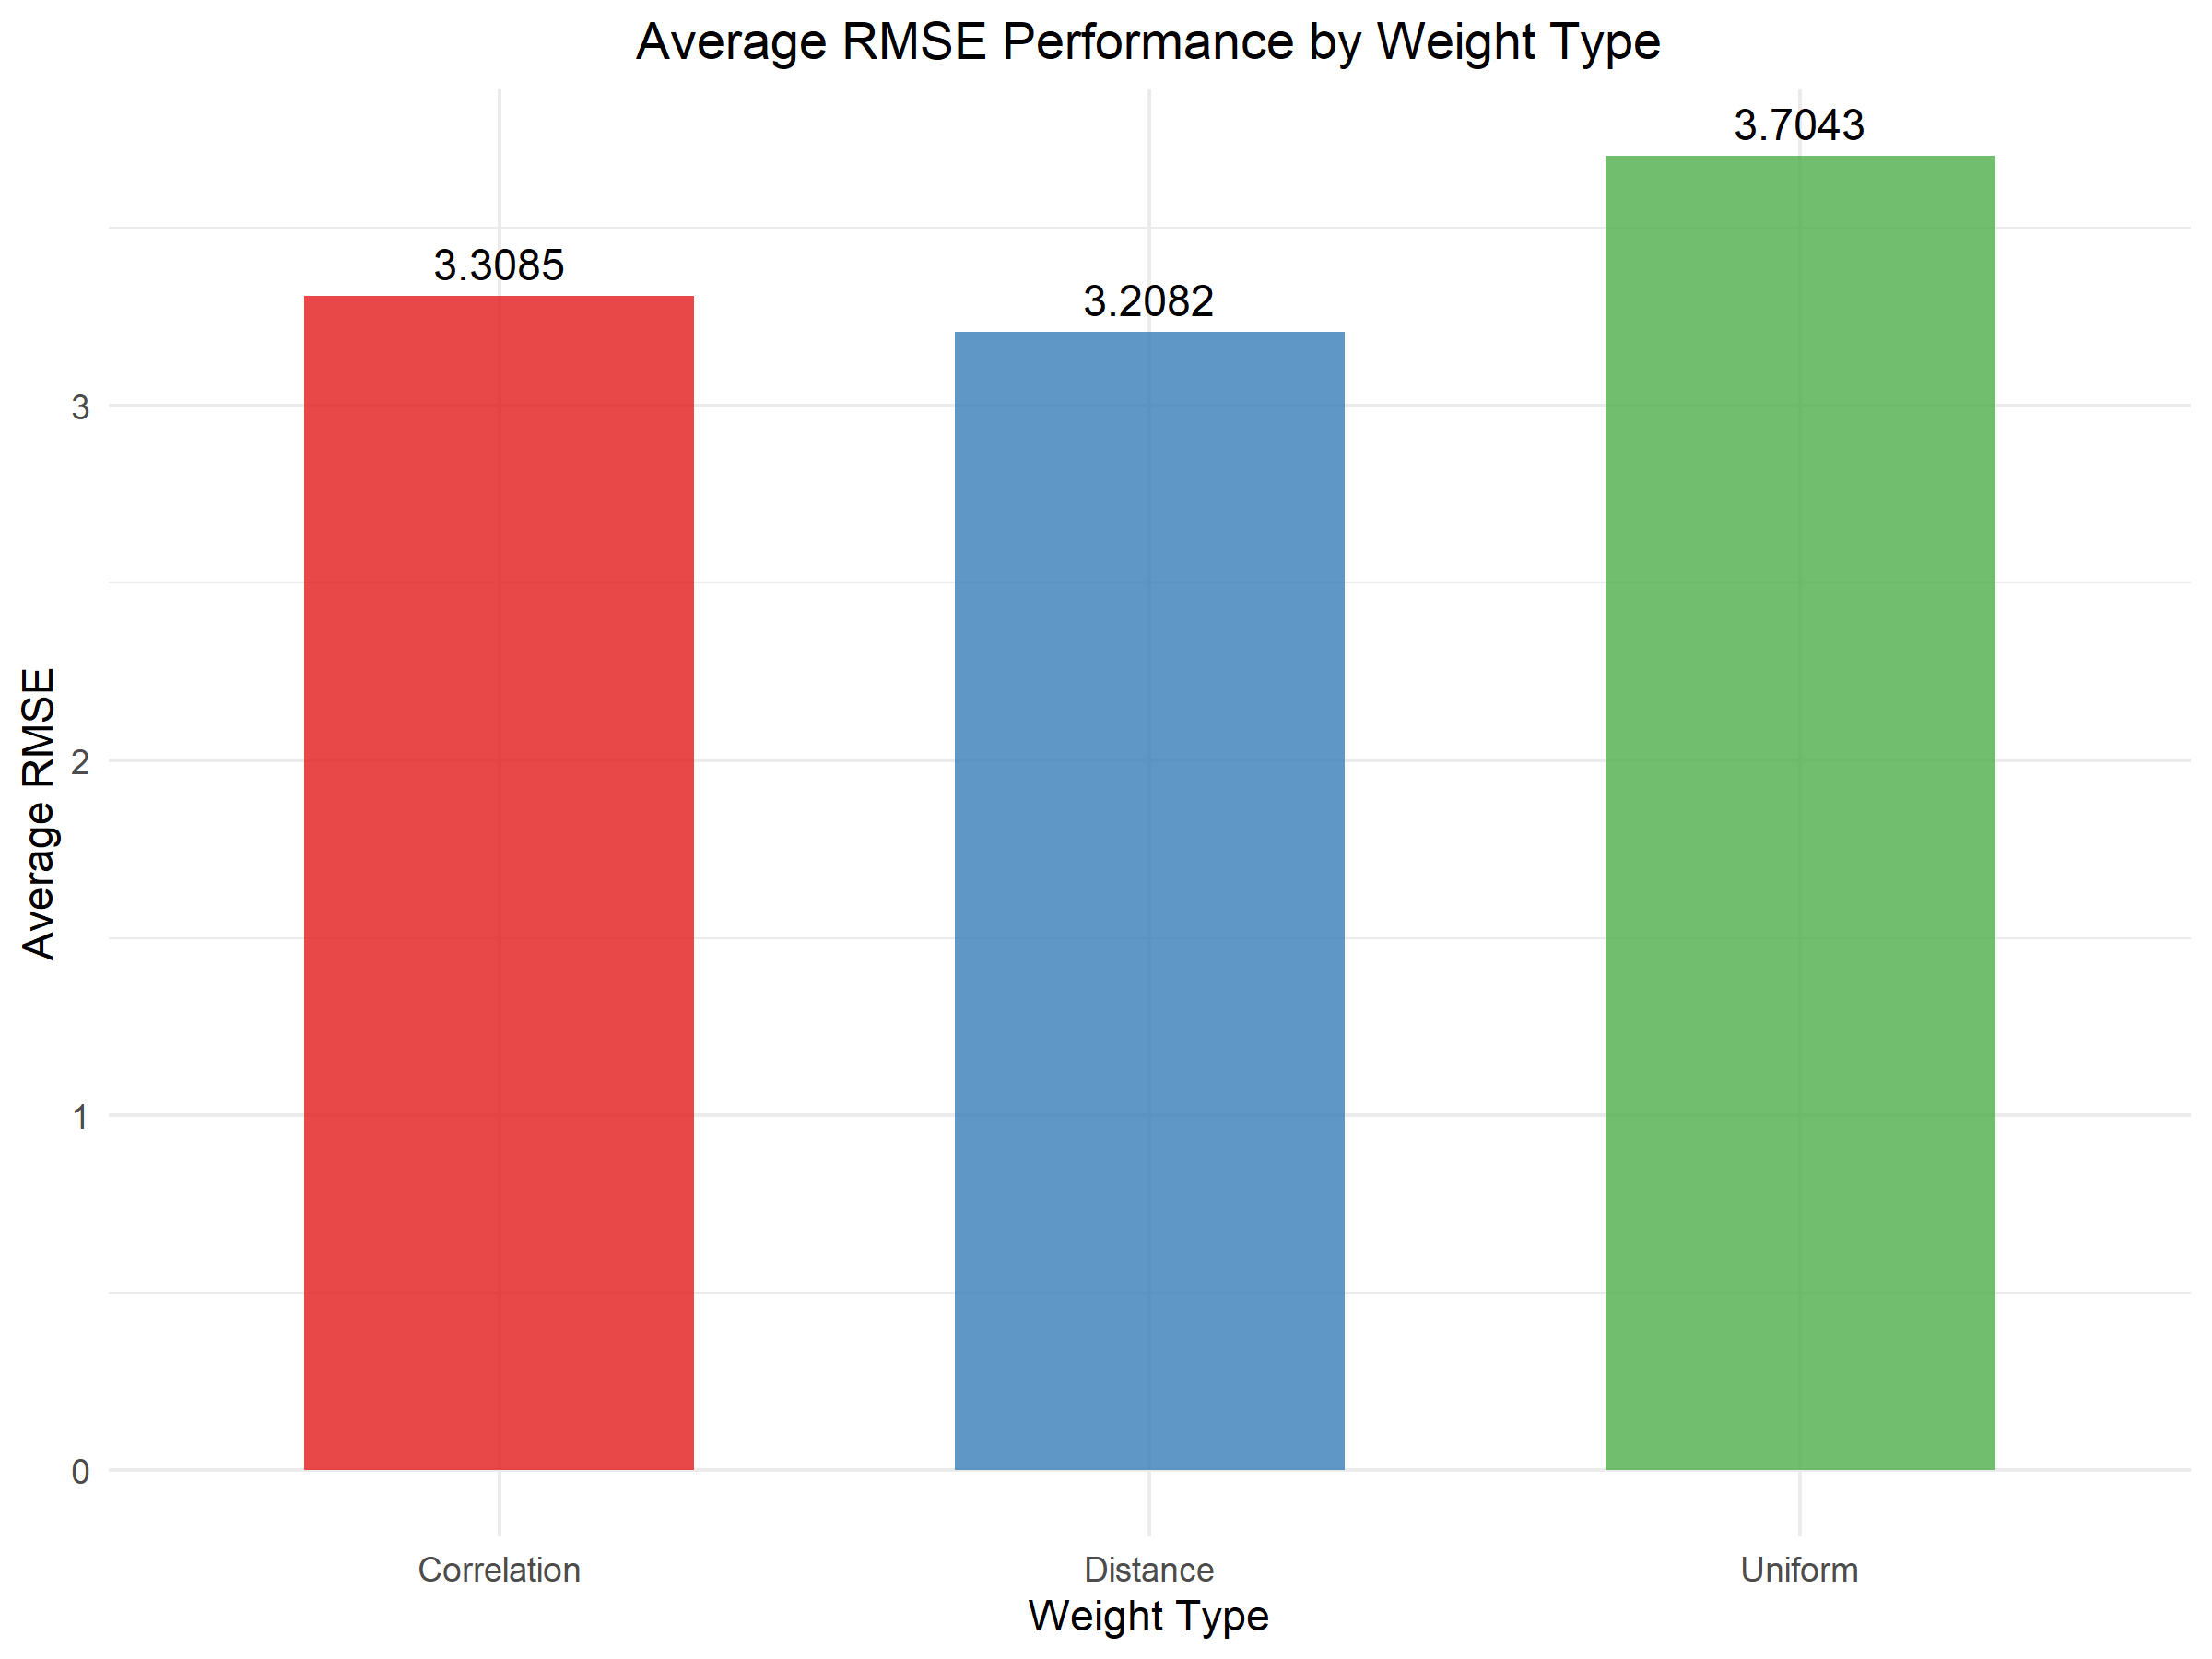 Average RMSE Performance by Weight Type
3.7043
3.3085
3.2082
3
2
1
0
Average RMSE
Correlation Distance Uniform
Weight Type